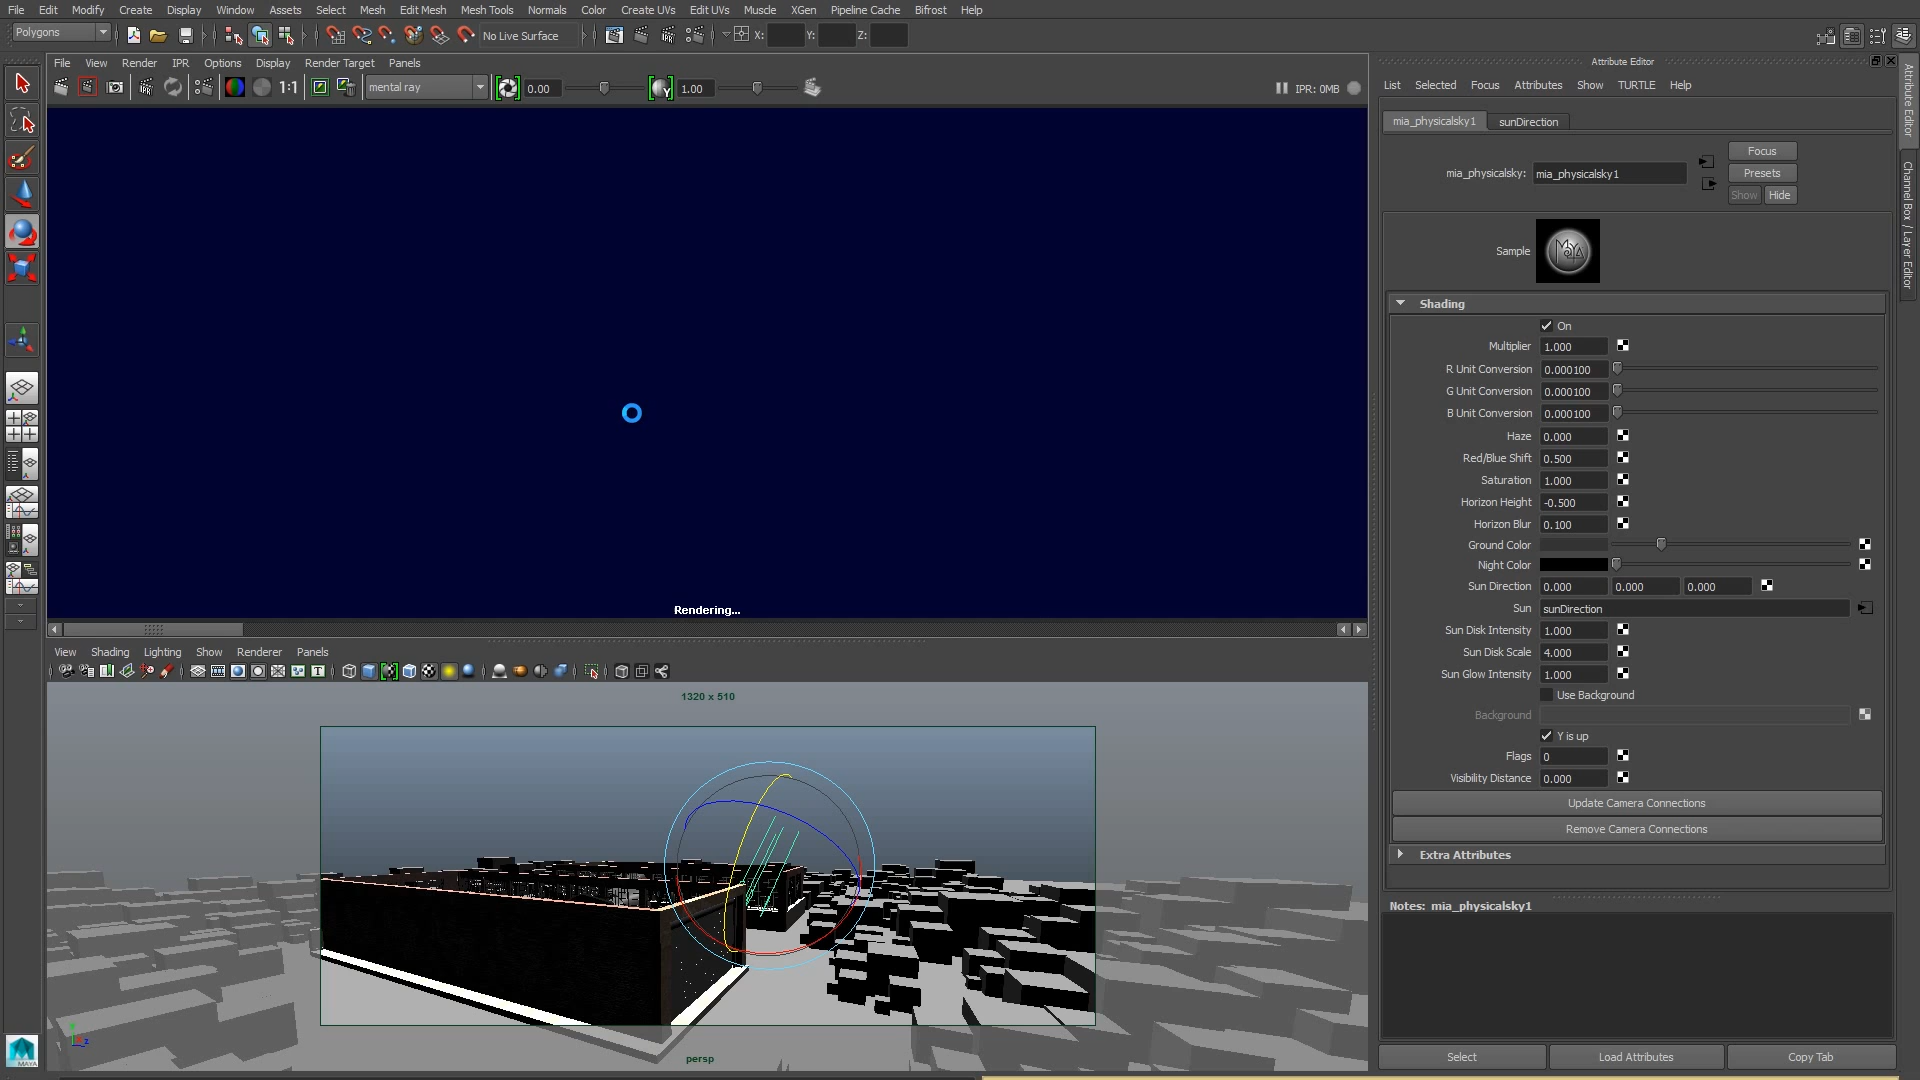 File Edit Modify Create Display Window Assets Select Mesh Edit Mesh Mesh Tools Normals Color Create UVs Edit UVs Muscle XGen Pipeline Cache Bifrost Help
Polygons No Live Surface X: Y: Z:
File View Render IPR Options Display Render Target Panels
1:1 mental ray 0.00 1.00 IPR: 0MB
Rendering...
View Shading Lighting Show Renderer Panels
1320 x 510
persp
MAYA
Attribute Editor
List Selected Focus Attributes Show TURTLE Help
mia_physicalsky1 sunDirection
Focus
mia_physicalsky: mia_physicalsky1
Presets
Show Hide
Sample
Shading
On
Multiplier 1.000
R Unit Conversion 0.000100
G Unit Conversion 0.000100
B Unit Conversion 0.000100
Haze 0.000
Red/Blue Shift 0.500
Saturation 1.000
Horizon Height -0.500
Horizon Blur 0.100
Ground Color
Night Color
Sun Direction 0.000 0.000 0.000
Sun sunDirection
Sun Disk Intensity 1.000
Sun Disk Scale 4.000
Sun Glow Intensity 1.000
Use Background
Background
Y is up
Flags 0
Visibility Distance 0.000
Update Camera Connections
Remove Camera Connections
Extra Attributes
Notes: mia_physicalsky1
Select Load Attributes Copy Tab
Attribute Editor
Channel Box / Layer Editor